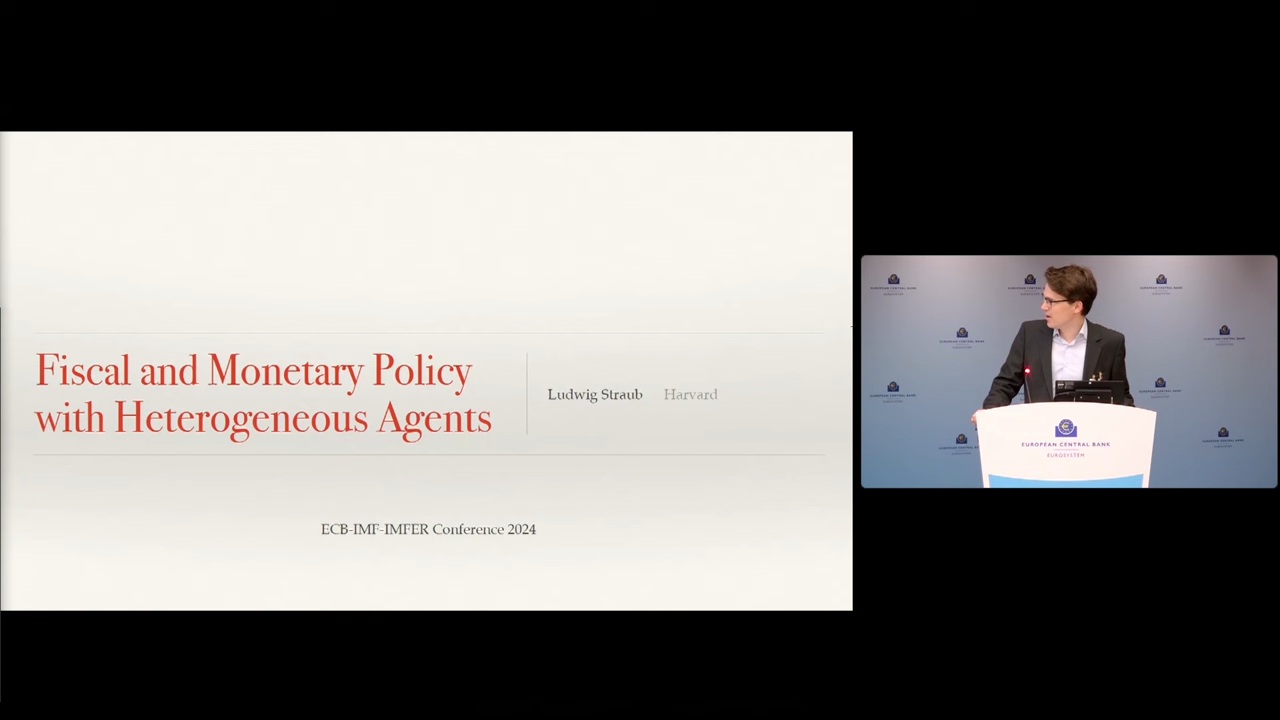 Fiscal and Monetary Policy
with Heterogeneous Agents
Ludwig Straub Harvard
ECB-IMF-IMFER Conference 2024
EUROPEAN CENTRAL BANK
EUROSYSTEM